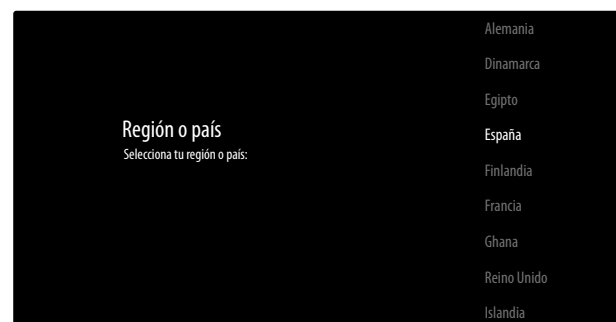 Región o país
Selecciona tu región o país:
Alemania
Dinamarca
Egipto
España
Finlandia
Francia
Ghana
Reino Unido
Islandia